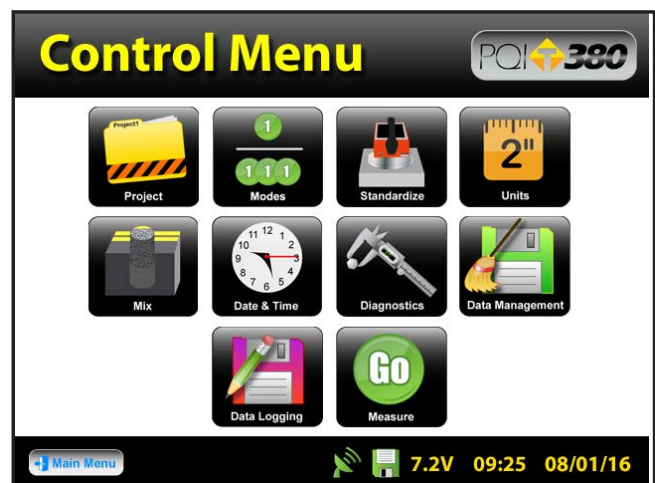 Control Menu
PQI 380
Project1
1
1 1 1
2"
Project
Modes
Standardize
Units
11 12 1
10 2
9 3
8 4
7 6 5
Mix
Date & Time
Diagnostics
Data Management
Go
Data Logging
Measure
Main Menu
7.2V 09:25 08/01/16